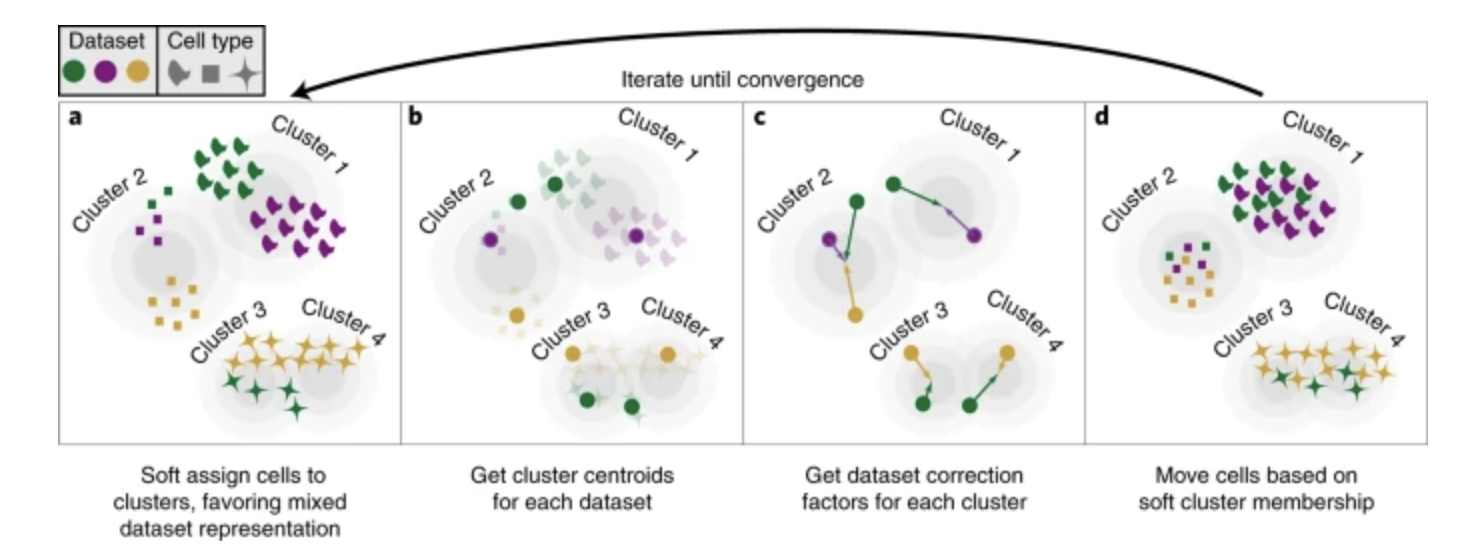 Dataset
Cell type
Iterate until convergence
a
Cluster 1
Cluster 2
Cluster 3
Cluster 4
b
Cluster 1
Cluster 2
Cluster 3
Cluster 4
c
Cluster 1
Cluster 2
Cluster 3
Cluster 4
d
Cluster 1
Cluster 2
Cluster 3
Cluster 4
Soft assign cells to
clusters, favoring mixed
dataset representation
Get cluster centroids
for each dataset
Get dataset correction
factors for each cluster
Move cells based on
soft cluster membership